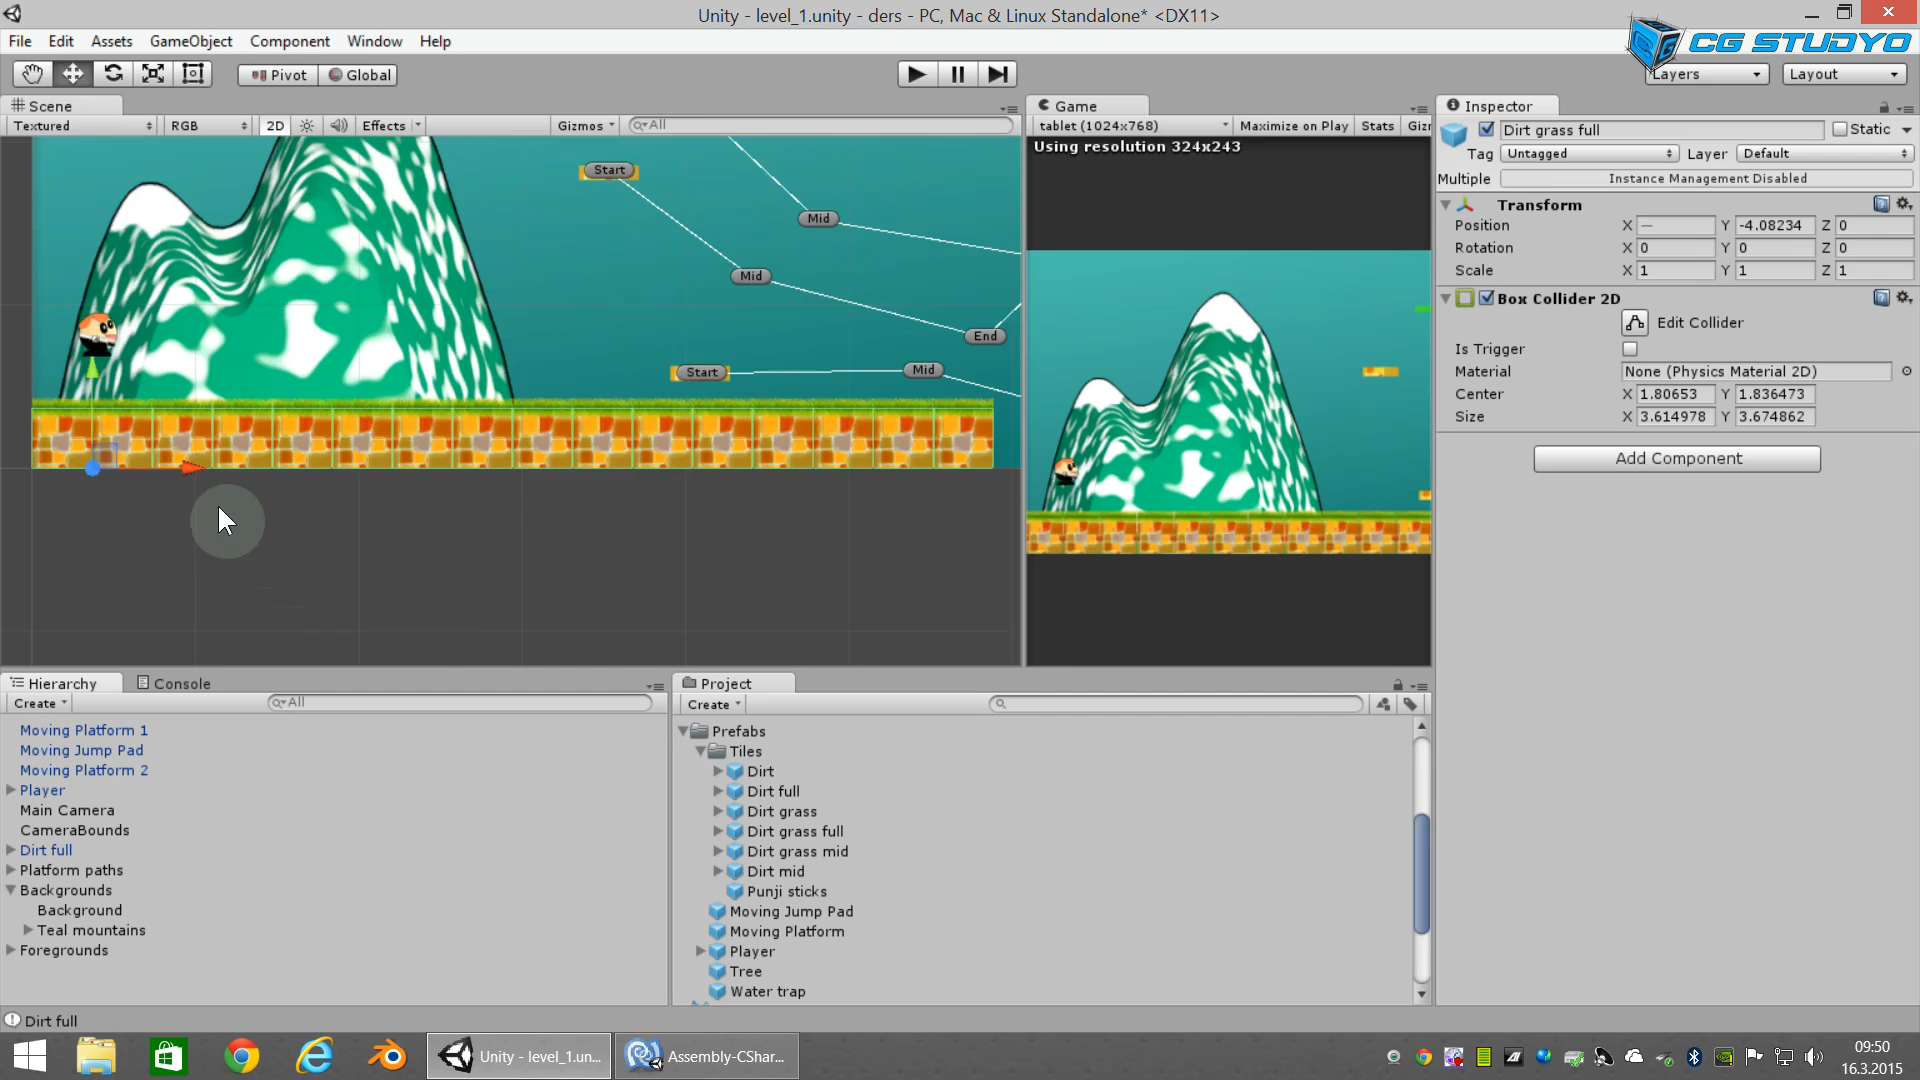 Unity - level_1.unity - ders - PC, Mac & Linux Standalone* <DX11>
File Edit Assets GameObject Component Window Help
CG STUDYO
Pivot Global
Layers Layout
Scene
Textured RGB 2D Effects Gizmos All
Start
Mid
Mid
End
Start
Mid
Game
tablet (1024x768) Maximize on Play Stats Giz
Using resolution 324x243
Inspector
Dirt grass full Static
Tag Untagged Layer Default
Multiple Instance Management Disabled
Transform
Position X — Y -4.08234 Z 0
Rotation X 0 Y 0 Z 0
Scale X 1 Y 1 Z 1
Box Collider 2D
Edit Collider
Is Trigger
Material None (Physics Material 2D)
Center X 1.80653 Y 1.836473
Size X 3.614978 Y 3.674862
Add Component
Hierarchy Console
Create All
Moving Platform 1
Moving Jump Pad
Moving Platform 2
Player
Main Camera
CameraBounds
Dirt full
Platform paths
Backgrounds
Background
Teal mountains
Foregrounds
Project
Create
Prefabs
Tiles
Dirt
Dirt full
Dirt grass
Dirt grass full
Dirt grass mid
Dirt mid
Punji sticks
Moving Jump Pad
Moving Platform
Player
Tree
Water trap
Dirt full
Unity - level_1.un...
Assembly-CShar...
09:50
16.3.2015